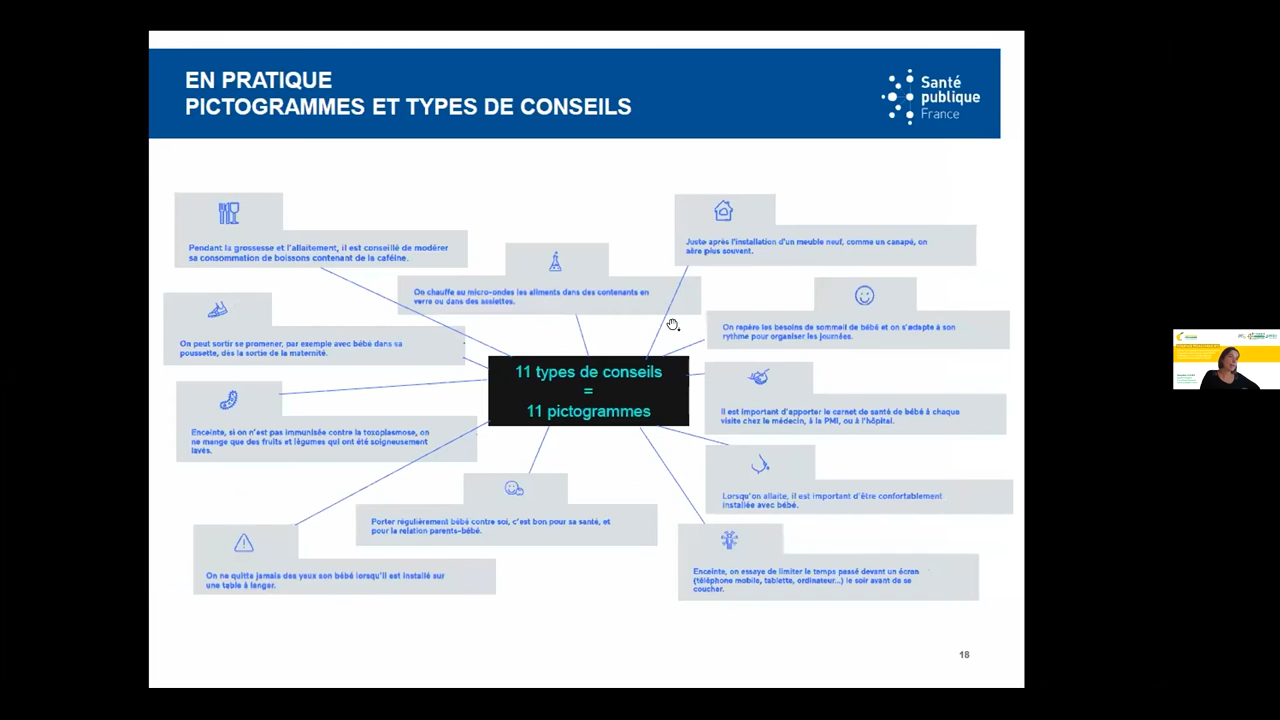 EN PRATIQUE
PICTOGRAMMES ET TYPES DE CONSEILS
Santé
publique
France
Pendant la grossesse et l'allaitement, il est conseillé de modérer
sa consommation de boissons contenant de la caféine.
Juste après l'installation d'un meuble neuf, comme un canapé, on
aère plus souvent.
On chauffe au micro-ondes les aliments dans des contenants en
verre ou dans des assiettes.
On repère les besoins de sommeil de bébé et on s'adapte à son
rythme pour organiser les journées.
On peut sortir se promener, par exemple avec bébé dans sa
poussette, dès la sortie de la maternité.
11 types de conseils
=
11 pictogrammes
Il est important d'apporter le carnet de santé de bébé à chaque
visite chez le médecin, à la PMI, ou à l'hôpital.
Enceinte, si on n'est pas immunisée contre la toxoplasmose, on
ne mange que des fruits et légumes qui ont été soigneusement
lavés.
Lorsqu'on allaite, il est important d'être confortablement
installée avec bébé.
Porter régulièrement bébé contre soi, c'est bon pour sa santé, et
pour la relation parents-bébé.
On ne quitte jamais des yeux son bébé lorsqu'il est installé sur
une table à langer.
Enceinte, on essaye de limiter le temps passé devant un écran
(téléphone mobile, tablette, ordinateur...) le soir avant de se
coucher.
18